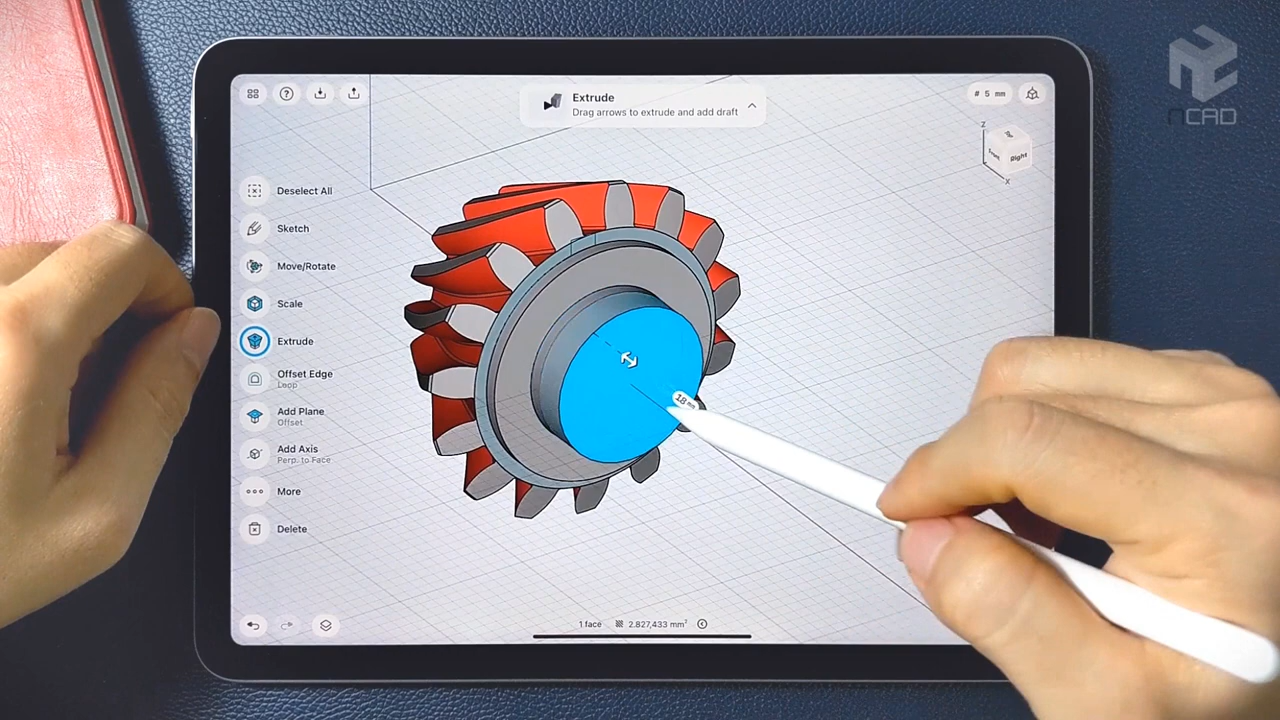 Extrude
Drag arrows to extrude and add draft
# 5 mm
NCAD
Z
Front
Right
X
Deselect All
Sketch
Move/Rotate
Scale
Extrude
Offset Edge
Loop
Add Plane
Offset
Add Axis
Perp. to Face
More
Delete
18 mm
1 face
2.827,433 mm²